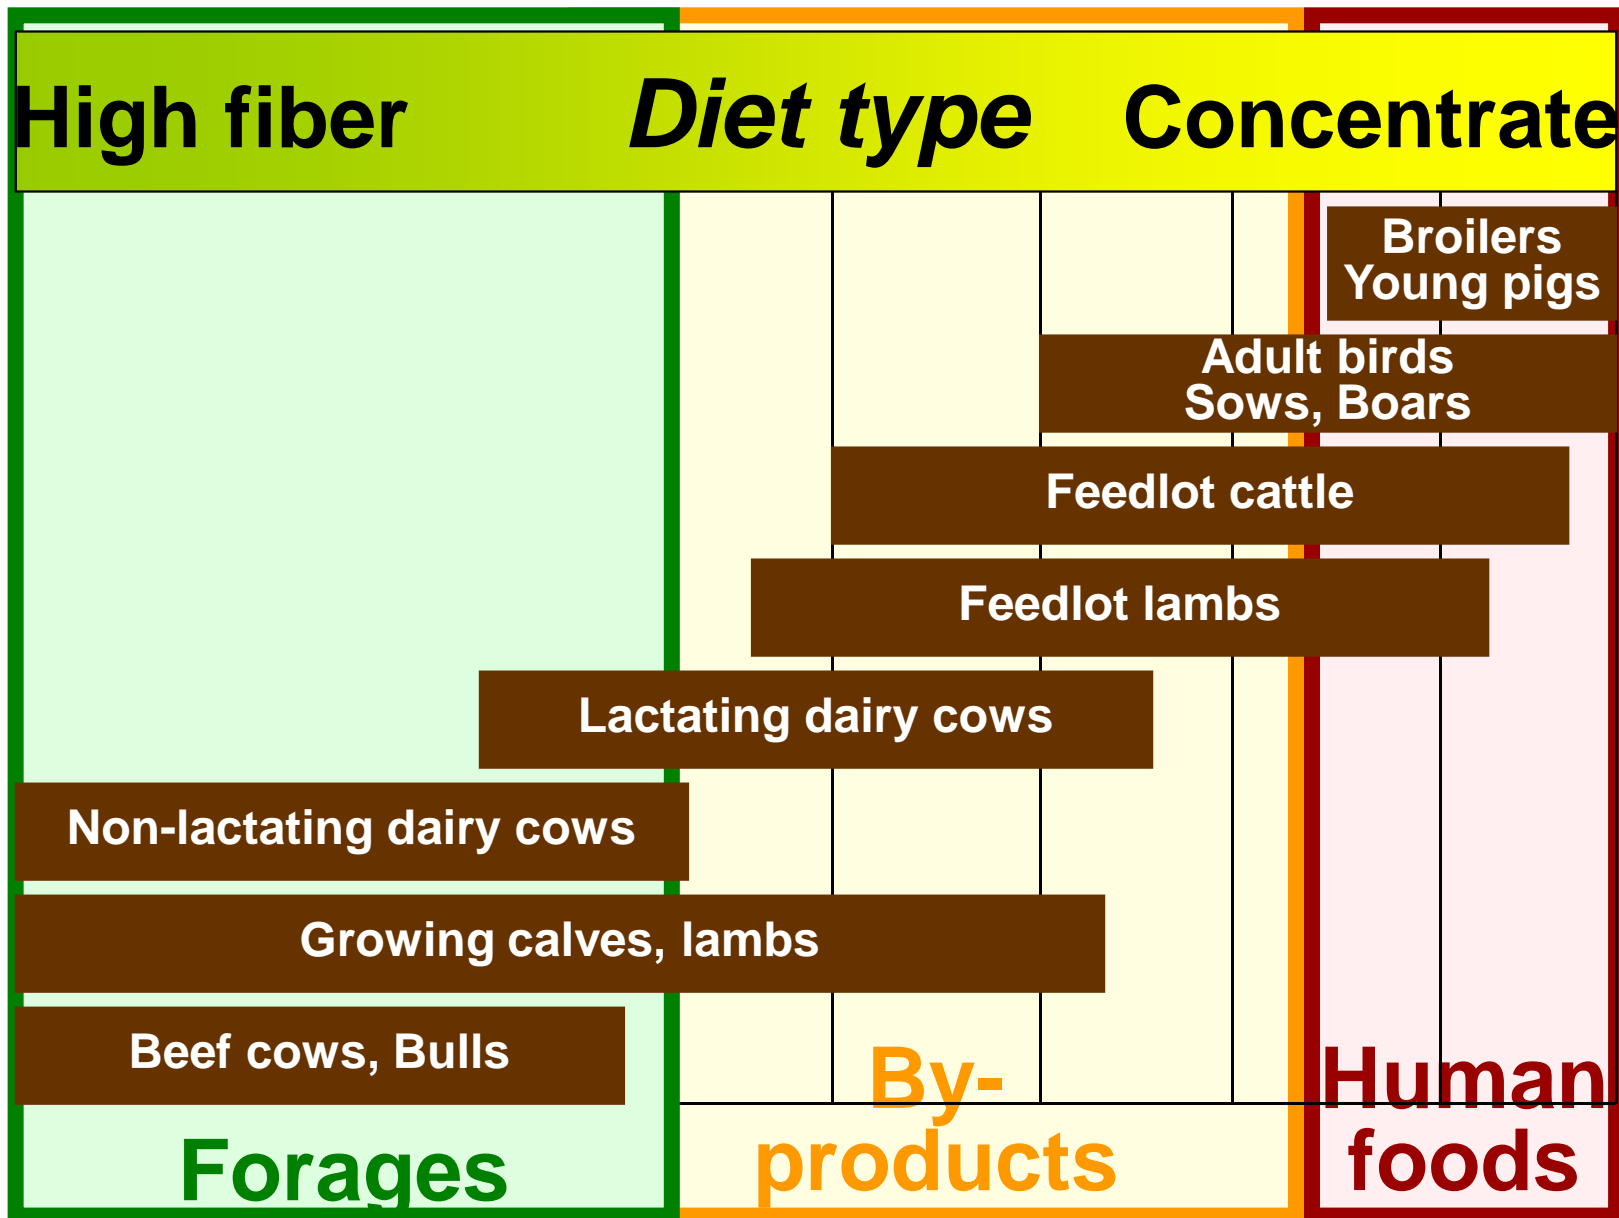 High fiber Diet type Concentrate
Broilers
Young pigs
Adult birds
Sows, Boars
Feedlot cattle
Feedlot lambs
Lactating dairy cows
Non-lactating dairy cows
Growing calves, lambs
Beef cows, Bulls
Forages
By-
products
Human
foods